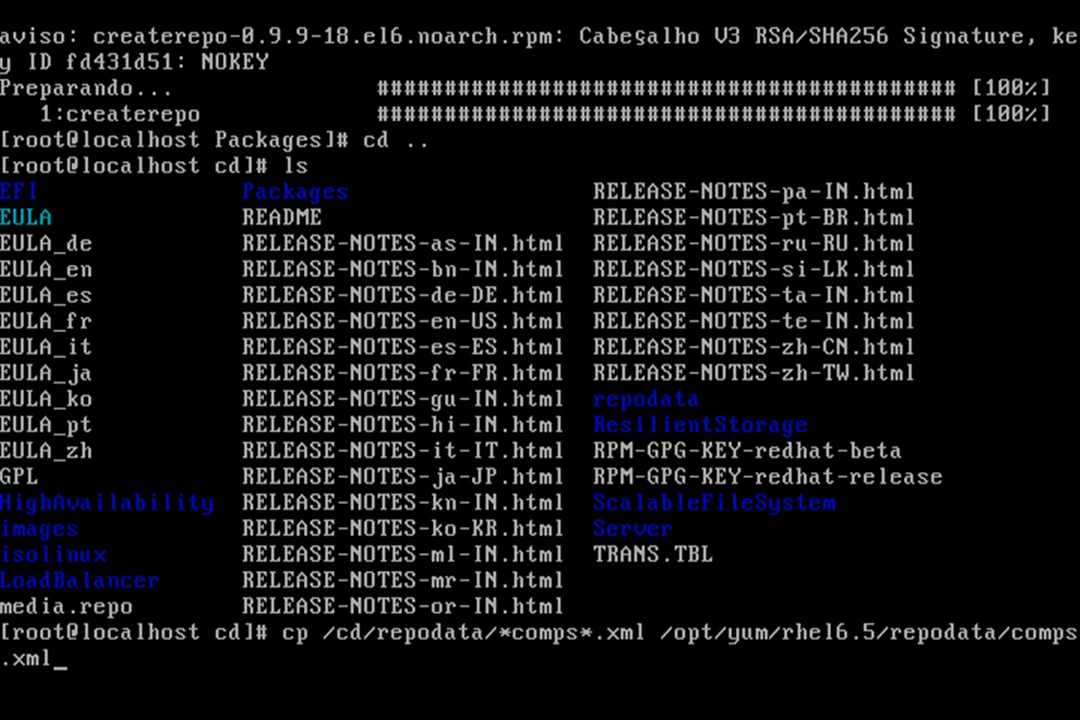 aviso: createrepo-0.9.9-18.el6.noarch.rpm: Cabeçalho V3 RSA/SHA256 Signature, ke
y ID fd431d51: NOKEY
Preparando... ########################################### [100%]
1:createrepo ########################################### [100%]
[root@localhost Packages]# cd ..
[root@localhost cd]# ls
EFI Packages RELEASE-NOTES-pa-IN.html
EULA README RELEASE-NOTES-pt-BR.html
EULA_de RELEASE-NOTES-as-IN.html RELEASE-NOTES-ru-RU.html
EULA_en RELEASE-NOTES-bn-IN.html RELEASE-NOTES-si-LK.html
EULA_es RELEASE-NOTES-de-DE.html RELEASE-NOTES-ta-IN.html
EULA_fr RELEASE-NOTES-en-US.html RELEASE-NOTES-te-IN.html
EULA_it RELEASE-NOTES-es-ES.html RELEASE-NOTES-zh-CN.html
EULA_ja RELEASE-NOTES-fr-FR.html RELEASE-NOTES-zh-TW.html
EULA_ko RELEASE-NOTES-gu-IN.html repodata
EULA_pt RELEASE-NOTES-hi-IN.html ResilientStorage
EULA_zh RELEASE-NOTES-it-IT.html RPM-GPG-KEY-redhat-beta
GPL RELEASE-NOTES-ja-JP.html RPM-GPG-KEY-redhat-release
HighAvailability RELEASE-NOTES-kn-IN.html ScalableFileSystem
images RELEASE-NOTES-ko-KR.html Server
isolinux RELEASE-NOTES-ml-IN.html TRANS.TBL
LoadBalancer RELEASE-NOTES-mr-IN.html
media.repo RELEASE-NOTES-or-IN.html
[root@localhost cd]# cp /cd/repodata/*comps*.xml /opt/yum/rhel6.5/repodata/comps
.xml_